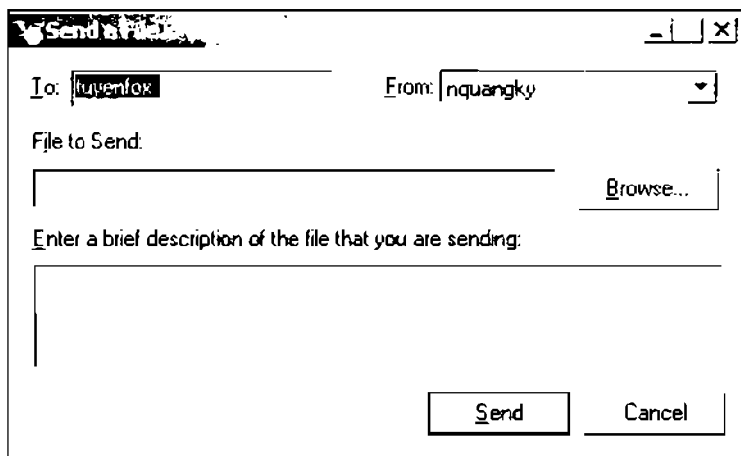 Send a File
To: tuyenfox From: nquangky
File to Send:
Browse...
Enter a brief description of the file that you are sending:
Send Cancel